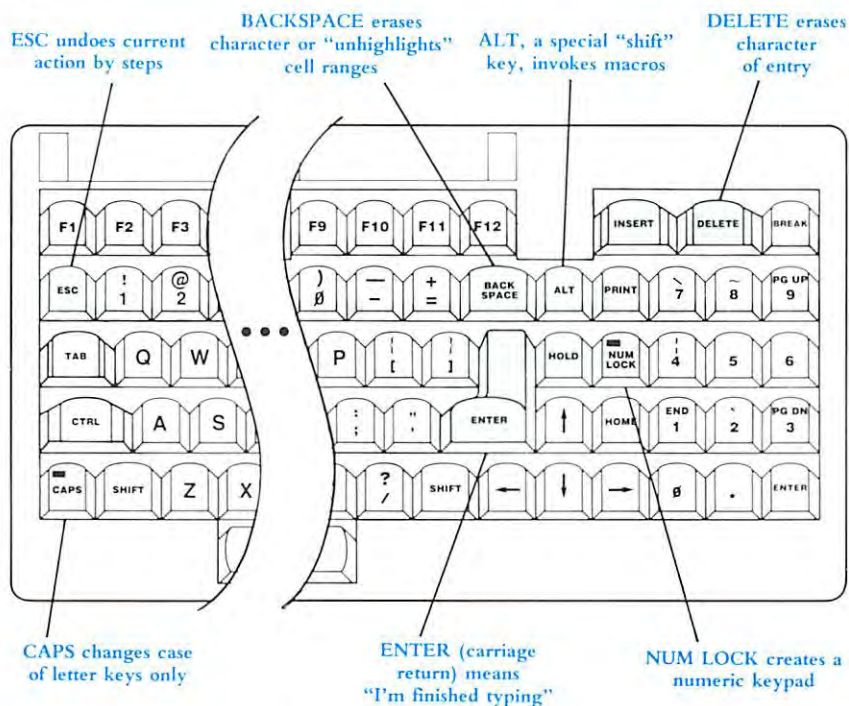 BACKSPACE erases
character or "unhighlights"
cell ranges
DELETE erases
character
of entry
ESC undoes current
action by steps
ALT, a special "shift"
key, invokes macros
F1 F2 F3 F9 F10 F11 F12 INSERT DELETE BREAK
ESC ! 1 @ 2 ) Ø — - + = BACK SPACE ALT PRINT \ 7 ~ 8 PG UP 9
TAB Q W P { [ } ] HOLD NUM LOCK ¦ 4 5 6
CTRL A S : ; " ' ENTER ↑ HOME END 1 ` 2 PG DN 3
CAPS SHIFT Z X ? / SHIFT ← ↓ → Ø . ENTER
CAPS changes case
of letter keys only
ENTER (carriage
return) means
"I'm finished typing"
NUM LOCK creates a
numeric keypad